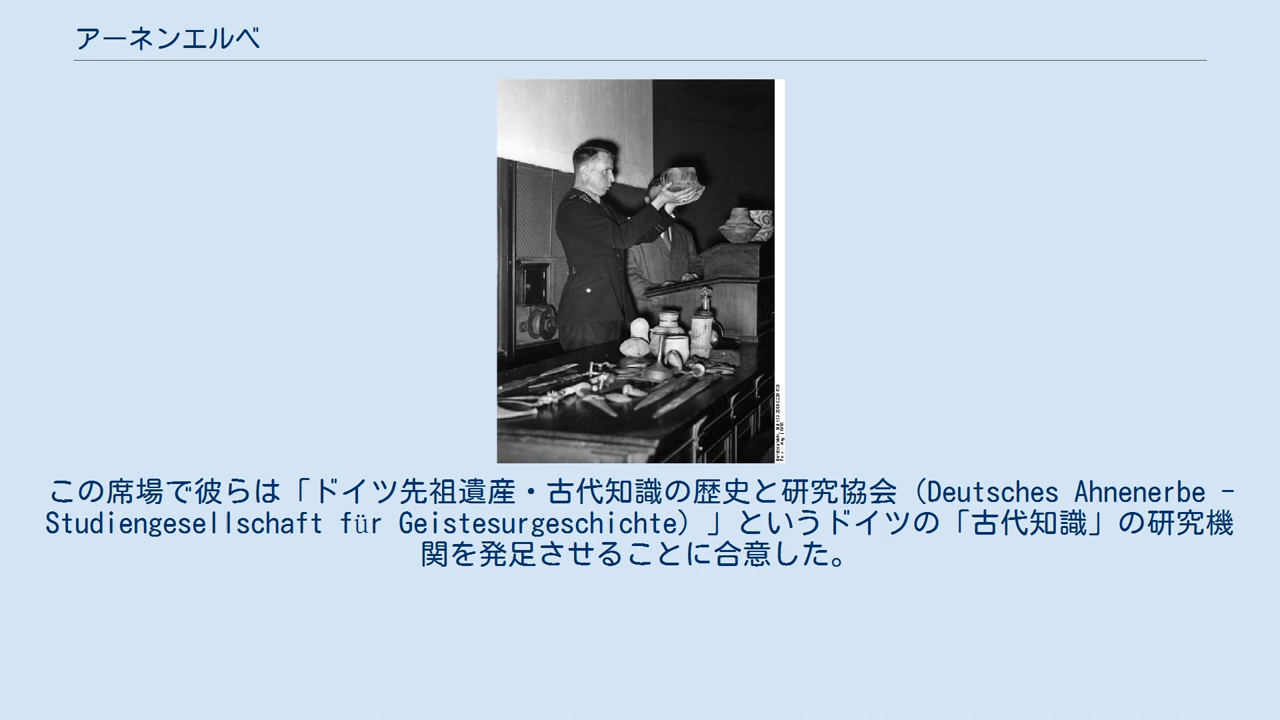 アーネンエルベ
この席場で彼らは「ドイツ先祖遺産・古代知識の歴史と研究協会（Deutsches Ahnenerbe -
Studiengesellschaft für Geistesurgeschichte）」というドイツの「古代知識」の研究機
関を発足させることに合意した。